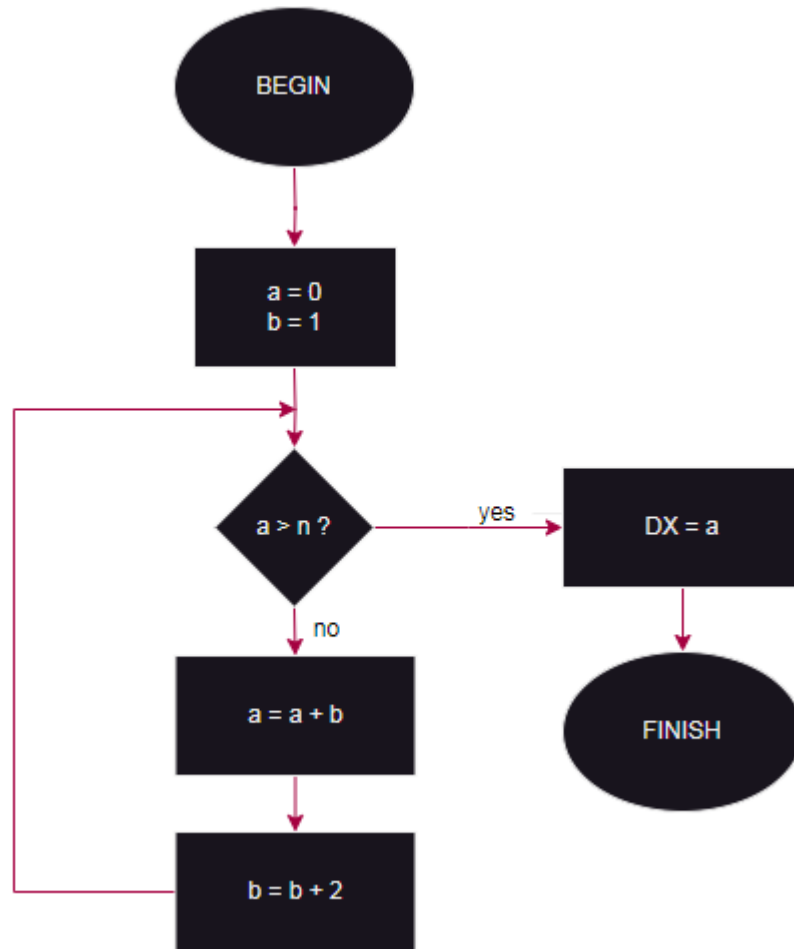 BEGIN
a = 0
b = 1
a > n ?
yes
DX = a
no
a = a + b
FINISH
b = b + 2